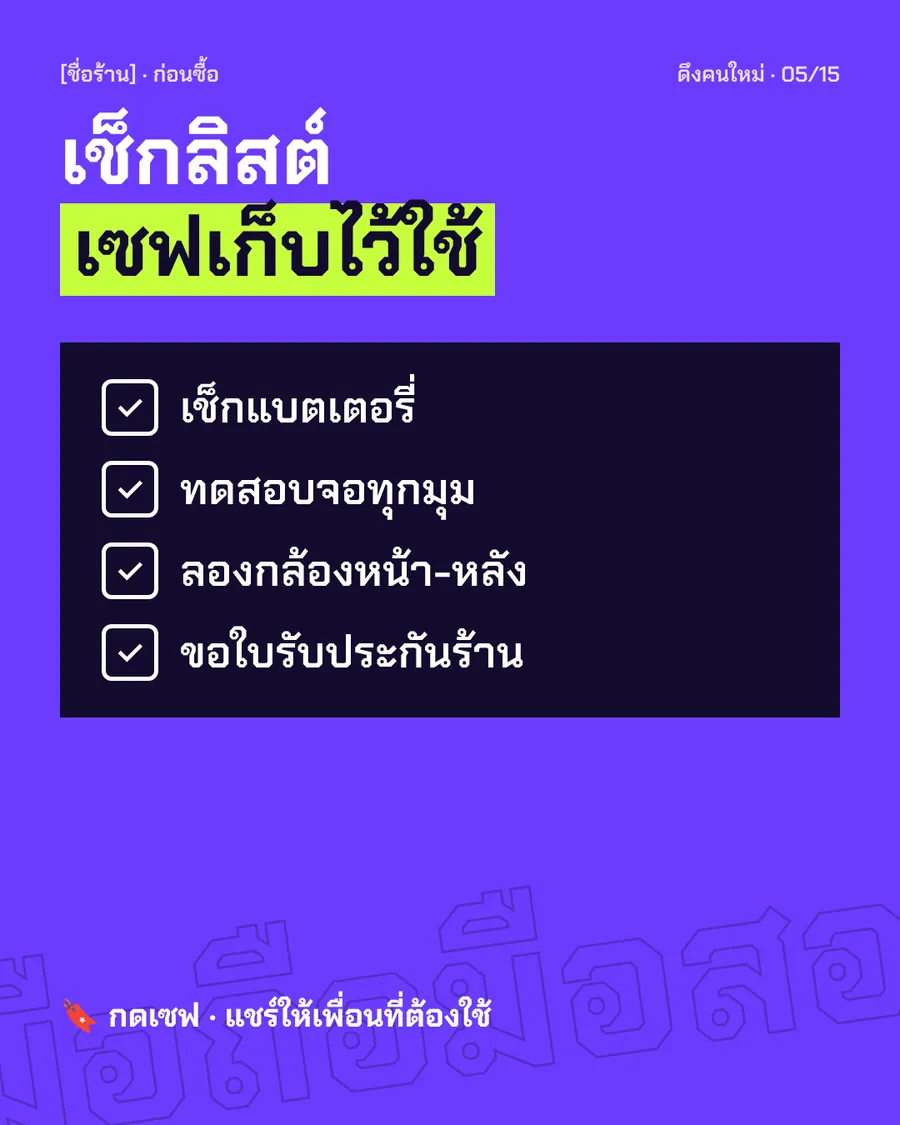 [ชื่อร้าน] · ก่อนซื้อ
ดึงคนใหม่ · 05/15
เช็กลิสต์
เซฟเก็บไว้ใช้
เช็กแบตเตอรี่
ทดสอบจอทุกมุม
ลองกล้องหน้า-หลัง
ขอใบรับประกันร้าน
กดเซฟ · แชร์ให้เพื่อนที่ต้องใช้
มือถือมือสอ